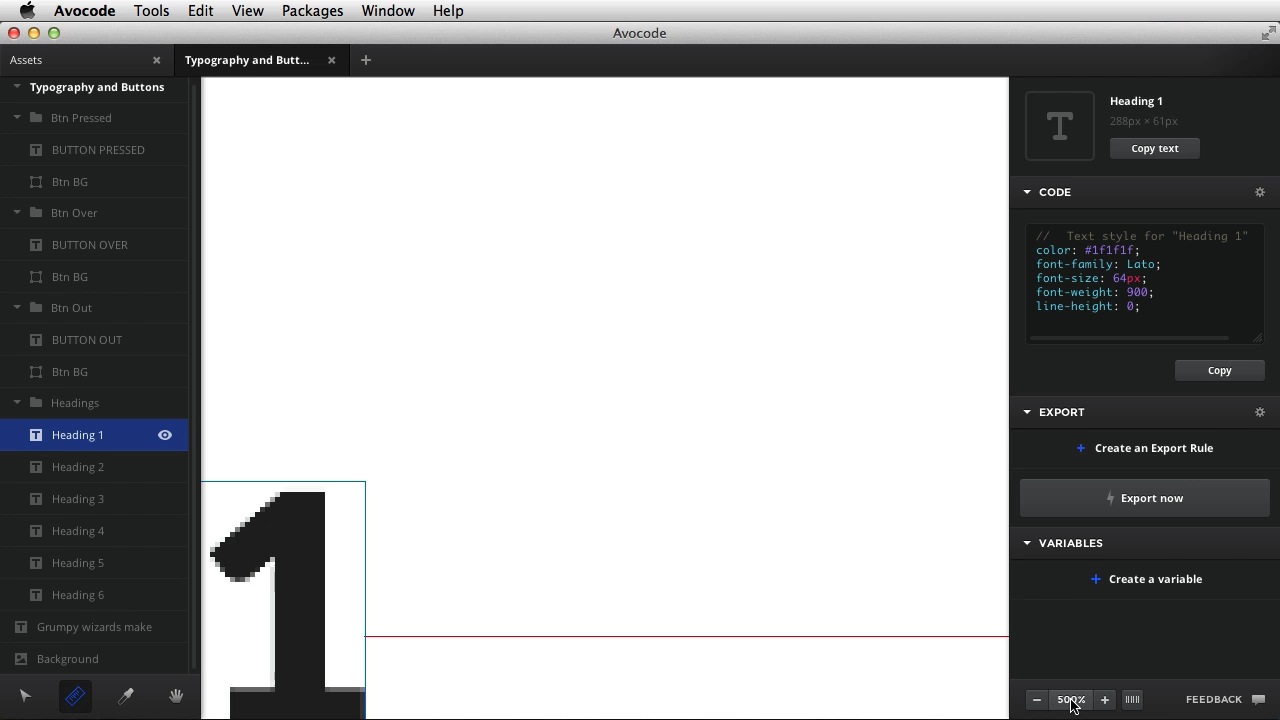 Avocode Tools Edit View Packages Window Help
Avocode
Assets
Typography and Butt...
Typography and Buttons
Btn Pressed
BUTTON PRESSED
Btn BG
Btn Over
BUTTON OVER
Btn BG
Btn Out
BUTTON OUT
Btn BG
Headings
Heading 1
Heading 2
Heading 3
Heading 4
Heading 5
Heading 6
Grumpy wizards make
Background
1
Heading 1
288px × 61px
Copy text
CODE
// Text style for "Heading 1"
color: #1f1f1f;
font-family: Lato;
font-size: 64px;
font-weight: 900;
line-height: 0;
Copy
EXPORT
+ Create an Export Rule
Export now
VARIABLES
+ Create a variable
− 500% +
FEEDBACK